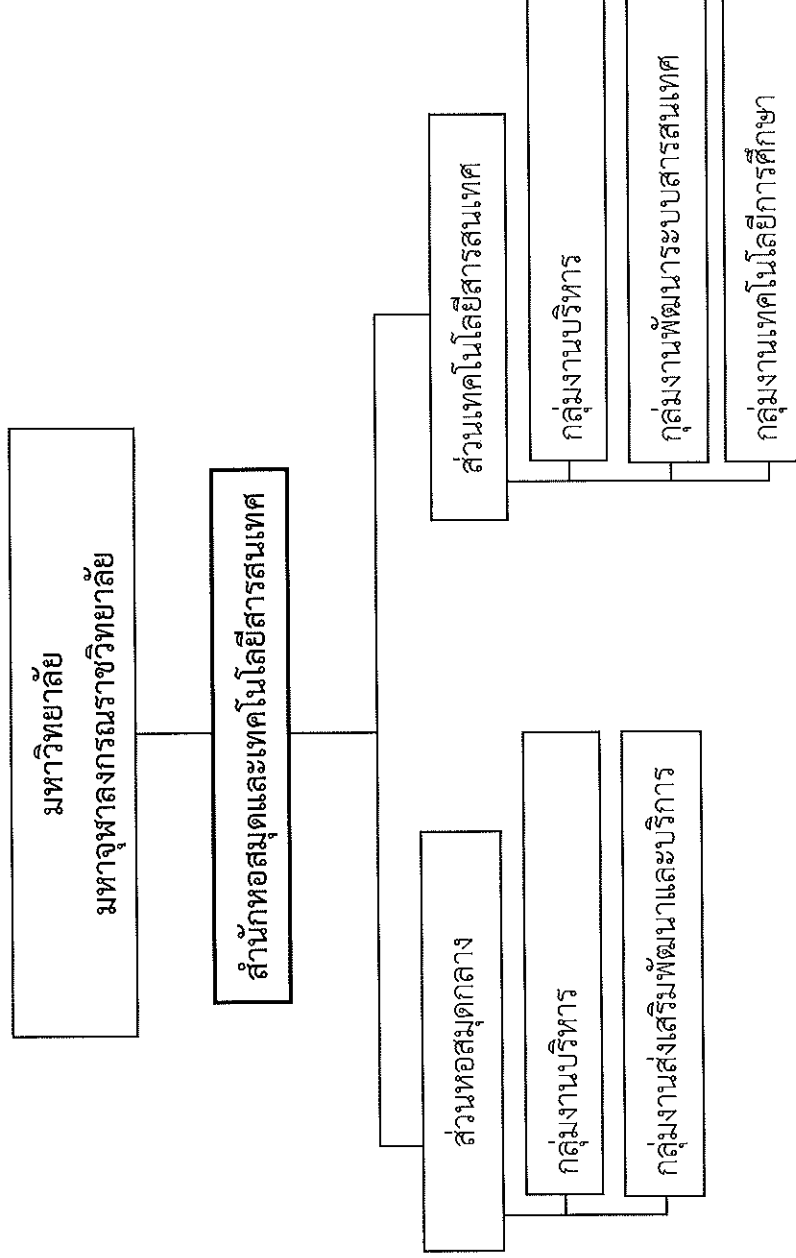 มหาวิทยาลัย
มหาจุฬาลงกรณราชวิทยาลัย
สำนักหอสมุดและเทคโนโลยีสารสนเทศ
ส่วนหอสมุดกลาง
กลุ่มงานบริหาร
กลุ่มงานส่งเสริมพัฒนาและบริการ
ส่วนเทคโนโลยีสารสนเทศ
กลุ่มงานบริหาร
กุล่มงานพัฒนาระบบสารสนเทศ
กลุ่มงานเทคโนโลยีการศึกษา